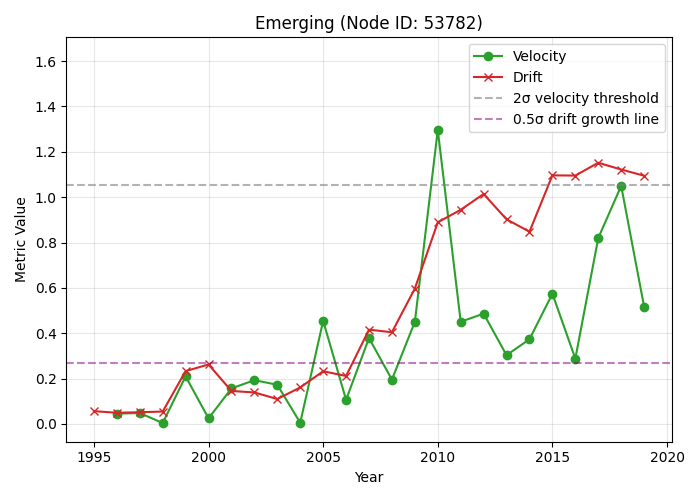 Emerging (Node ID: 53782)
Velocity
Drift
2σ velocity threshold
0.5σ drift growth line
Metric Value
1.6
1.4
1.2
1.0
0.8
0.6
0.4
0.2
0.0
1995 2000 2005 2010 2015 2020
Year